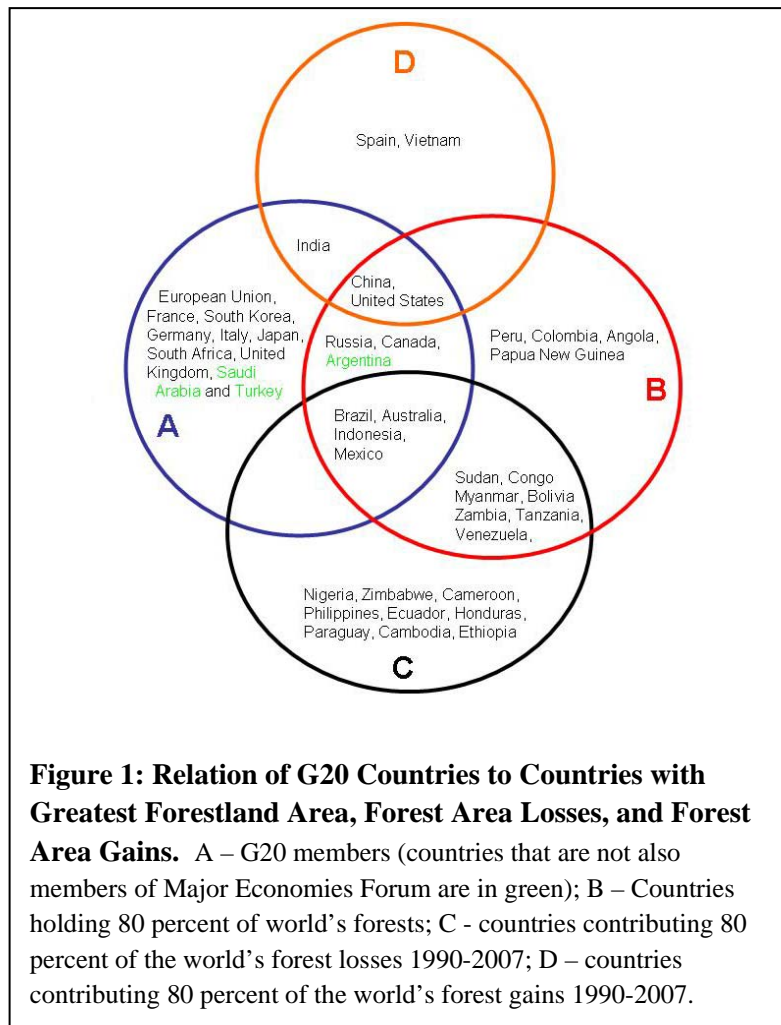 D
Spain, Vietnam
India
China,
United States
European Union,
France, South Korea,
Germany, Italy, Japan,
South Africa, United
Kingdom, Saudi
Arabia and Turkey
A
Russia, Canada,
Argentina
Peru, Colombia, Angola,
Papua New Guinea
B
Brazil, Australia,
Indonesia,
Mexico
Sudan, Congo
Myanmar, Bolivia
Zambia, Tanzania,
Venezuela,
Nigeria, Zimbabwe, Cameroon,
Philippines, Ecuador, Honduras,
Paraguay, Cambodia, Ethiopia
C
Figure 1: Relation of G20 Countries to Countries with
Greatest Forestland Area, Forest Area Losses, and Forest
Area Gains. A – G20 members (countries that are not also
members of Major Economies Forum are in green); B – Countries
holding 80 percent of world’s forests; C - countries contributing 80
percent of the world’s forest losses 1990-2007; D – countries
contributing 80 percent of the world’s forest gains 1990-2007.